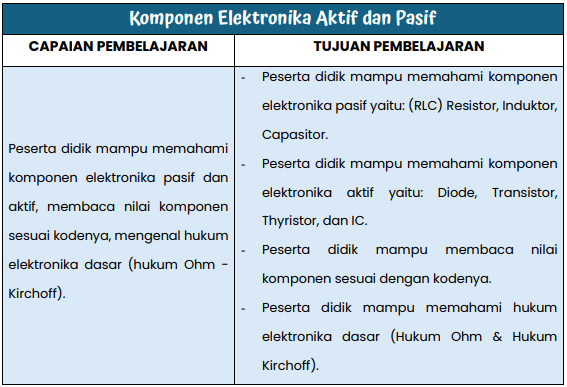 Komponen Elektronika Aktif dan Pasif
CAPAIAN PEMBELAJARAN
TUJUAN PEMBELAJARAN
Peserta didik mampu memahami
komponen elektronika pasif dan
aktif, membaca nilai komponen
sesuai kodenya, mengenal hukum
elektronika dasar (hukum Ohm -
Kirchoff).
- Peserta didik mampu memahami komponen
elektronika pasif yaitu: (RLC) Resistor, Induktor,
Capasitor.
- Peserta didik mampu memahami komponen
elektronika aktif yaitu: Diode, Transistor,
Thyristor, dan IC.
- Peserta didik mampu membaca nilai
komponen sesuai dengan kodenya.
- Peserta didik mampu memahami hukum
elektronika dasar (Hukum Ohm & Hukum
Kirchoff).